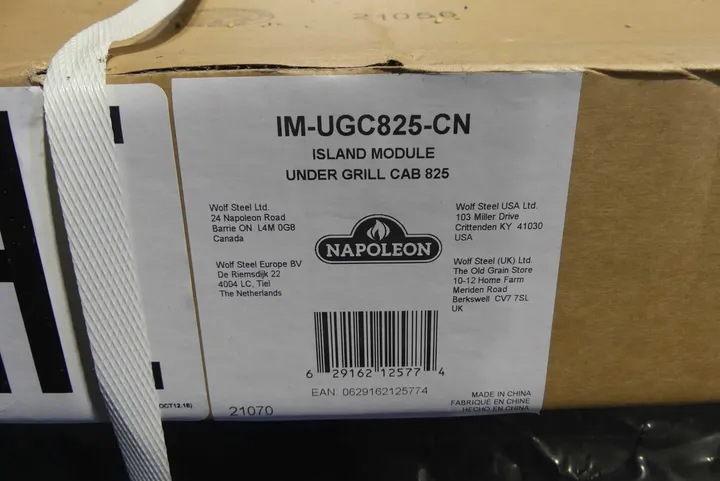 21050
IM-UGC825-CN
ISLAND MODULE
UNDER GRILL CAB 825
Wolf Steel Ltd.
24 Napoleon Road
Barrie ON L4M 0G8
Canada
Wolf Steel USA Ltd.
103 Miller Drive
Crittenden KY 41030
USA
NAPOLEON
Wolf Steel Europe BV
De Riemsdijk 22
4004 LC, Tiel
The Netherlands
Wolf Steel (UK) Ltd.
The Old Grain Store
10-12 Home Farm
Meriden Road
Berkswell CV7 7SL
UK
6 29162 12577 4
EAN: 0629162125774
21070
MADE IN CHINA
FABRIQUÉ EN CHINE
HECHO EN CHINA
OCT12.18)